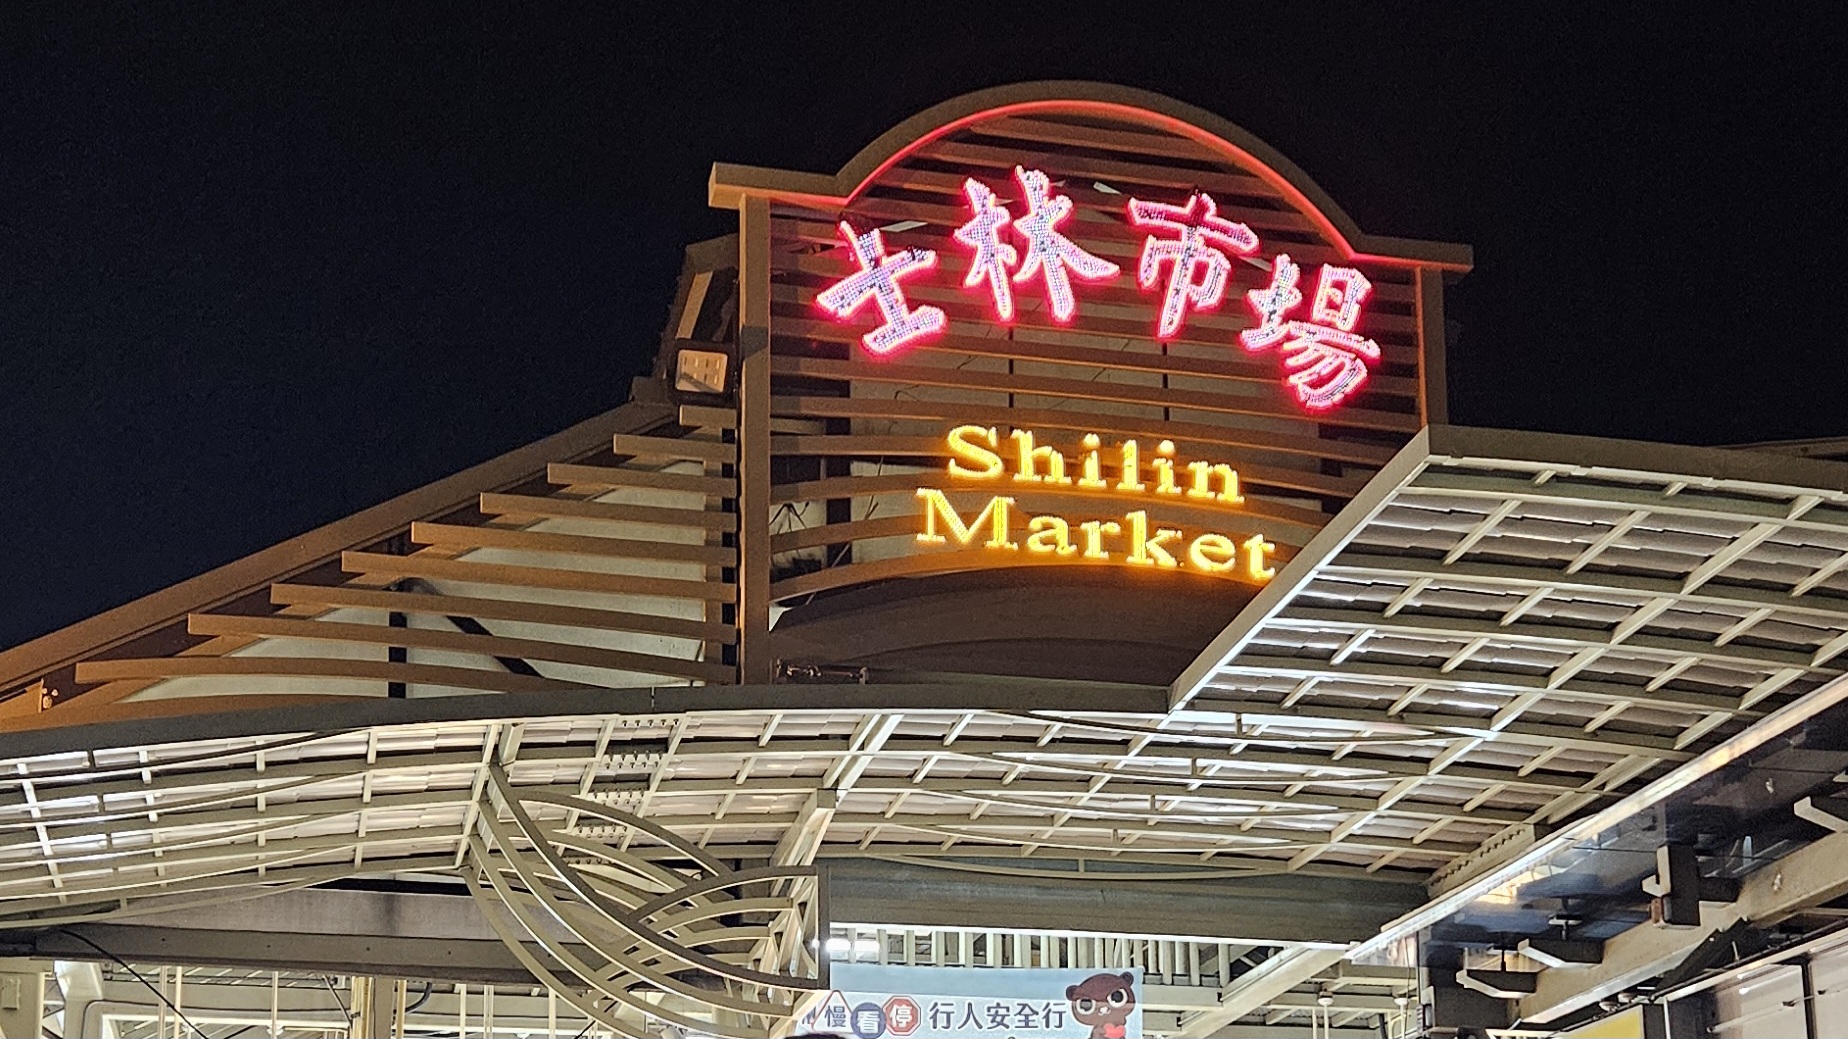 士林市場
Shilin
Market
慢看停 行人安全行